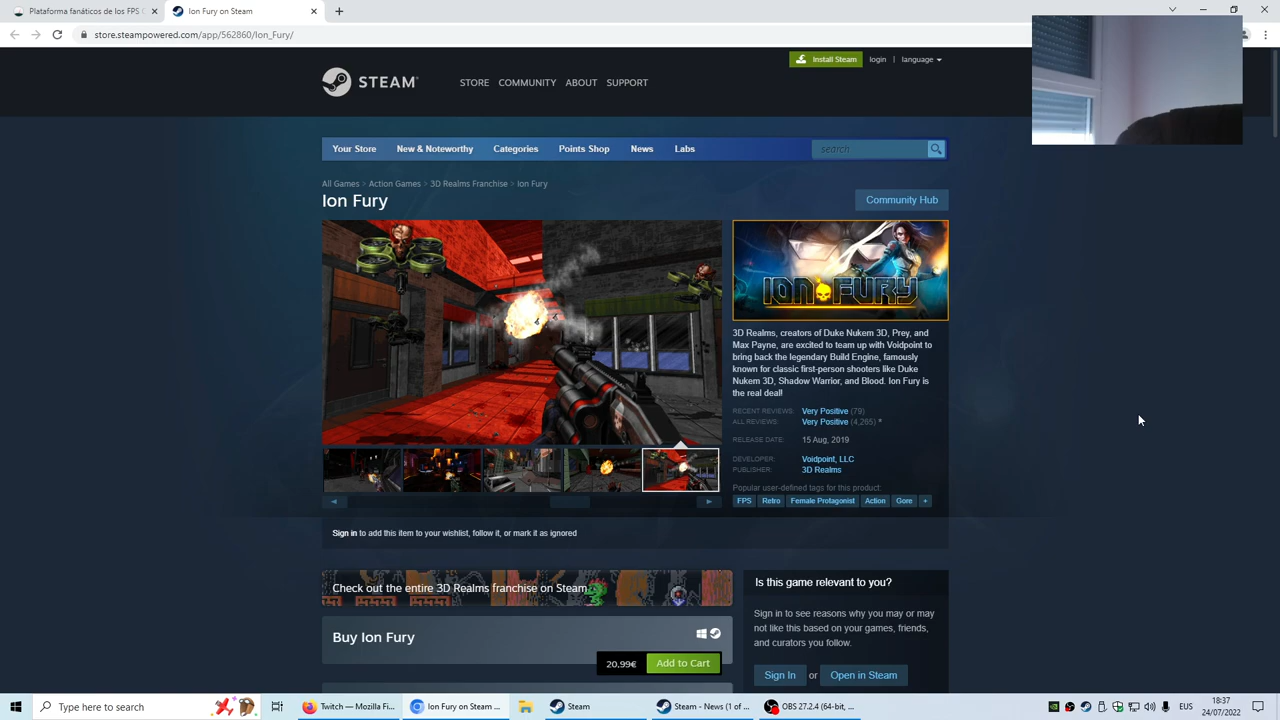 Plataforma fanáticos de los FPS C
Ion Fury on Steam
store.steampowered.com/app/562860/Ion_Fury/
Install Steam
login | language
STEAM
STORE COMMUNITY ABOUT SUPPORT
Your Store New & Noteworthy Categories Points Shop News Labs
search
All Games > Action Games > 3D Realms Franchise > Ion Fury
Ion Fury
Community Hub
ION FURY
3D Realms, creators of Duke Nukem 3D, Prey, and
Max Payne, are excited to team up with Voidpoint to
bring back the legendary Build Engine, famously
known for classic first-person shooters like Duke
Nukem 3D, Shadow Warrior, and Blood. Ion Fury is
the real deal!
RECENT REVIEWS: Very Positive (79)
ALL REVIEWS: Very Positive (4,265) *
RELEASE DATE: 15 Aug, 2019
DEVELOPER: Voidpoint, LLC
PUBLISHER: 3D Realms
Popular user-defined tags for this product:
FPS Retro Female Protagonist Action Gore +
Sign in to add this item to your wishlist, follow it, or mark it as ignored
Check out the entire 3D Realms franchise on Steam
Is this game relevant to you?
Sign in to see reasons why you may or may
not like this based on your games, friends,
and curators you follow.
Sign In or Open in Steam
Buy Ion Fury
20,99€ Add to Cart
Type here to search
Twitch — Mozilla Fi...
Ion Fury on Steam ...
Steam
Steam - News (1 of ...
OBS 27.2.4 (64-bit, ...
EUS
18:37
24/07/2022